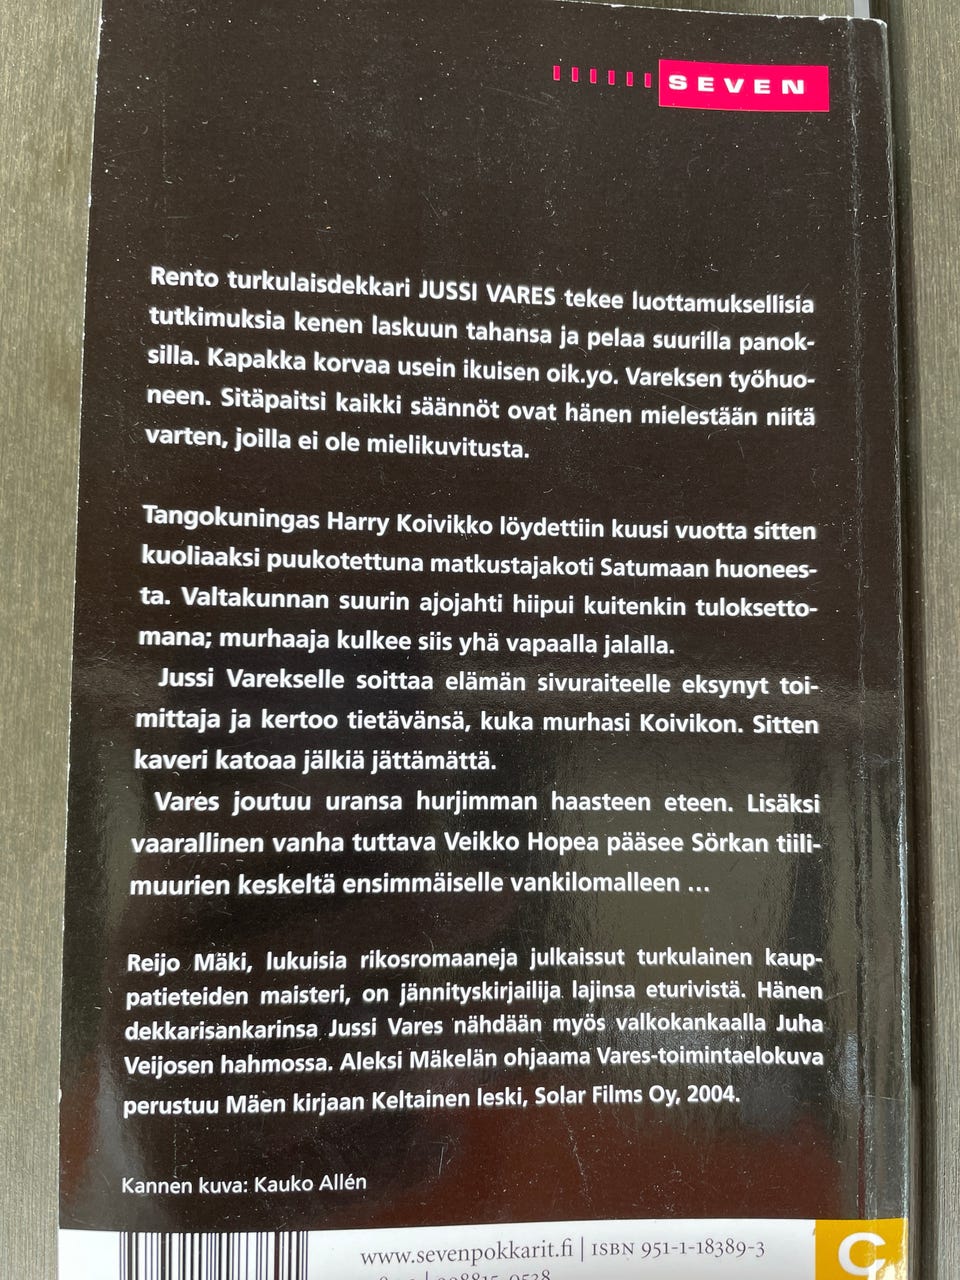 SEVEN
Rento turkulaisdekkari JUSSI VARES tekee luottamuksellisia
tutkimuksia kenen laskuun tahansa ja pelaa suurilla panok-
silla. Kapakka korvaa usein ikuisen oik.yo. Vareksen työhuo-
neen. Sitäpaitsi kaikki säännöt ovat hänen mielestään niitä
varten, joilla ei ole mielikuvitusta.
Tangokuningas Harry Koivikko löydettiin kuusi vuotta sitten
kuoliaaksi puukotettuna matkustajakoti Satumaan huonees-
ta. Valtakunnan suurin ajojahti hiipui kuitenkin tuloksetto-
mana; murhaaja kulkee siis yhä vapaalla jalalla.
Jussi Varekselle soittaa elämän sivuraiteelle eksynyt toi-
mittaja ja kertoo tietävänsä, kuka murhasi Koivikon. Sitten
kaveri katoaa jälkiä jättämättä.
Vares joutuu uransa hurjimman haasteen eteen. Lisäksi
vaarallinen vanha tuttava Veikko Hopea pääsee Sörkan tiili-
muurien keskeltä ensimmäiselle vankilomalleen ...
Reijo Mäki, lukuisia rikosromaaneja julkaissut turkulainen kaup-
patieteiden maisteri, on jännityskirjailija lajinsa eturivistä. Hänen
dekkarisankarinsa Jussi Vares nähdään myös valkokankaalla Juha
Veijosen hahmossa. Aleksi Mäkelän ohjaama Vares-toimintaelokuva
perustuu Mäen kirjaan Keltainen leski, Solar Films Oy, 2004.
Kannen kuva: Kauko Allén
www.sevenpokkarit.fi | ISBN 951-1-18389-3